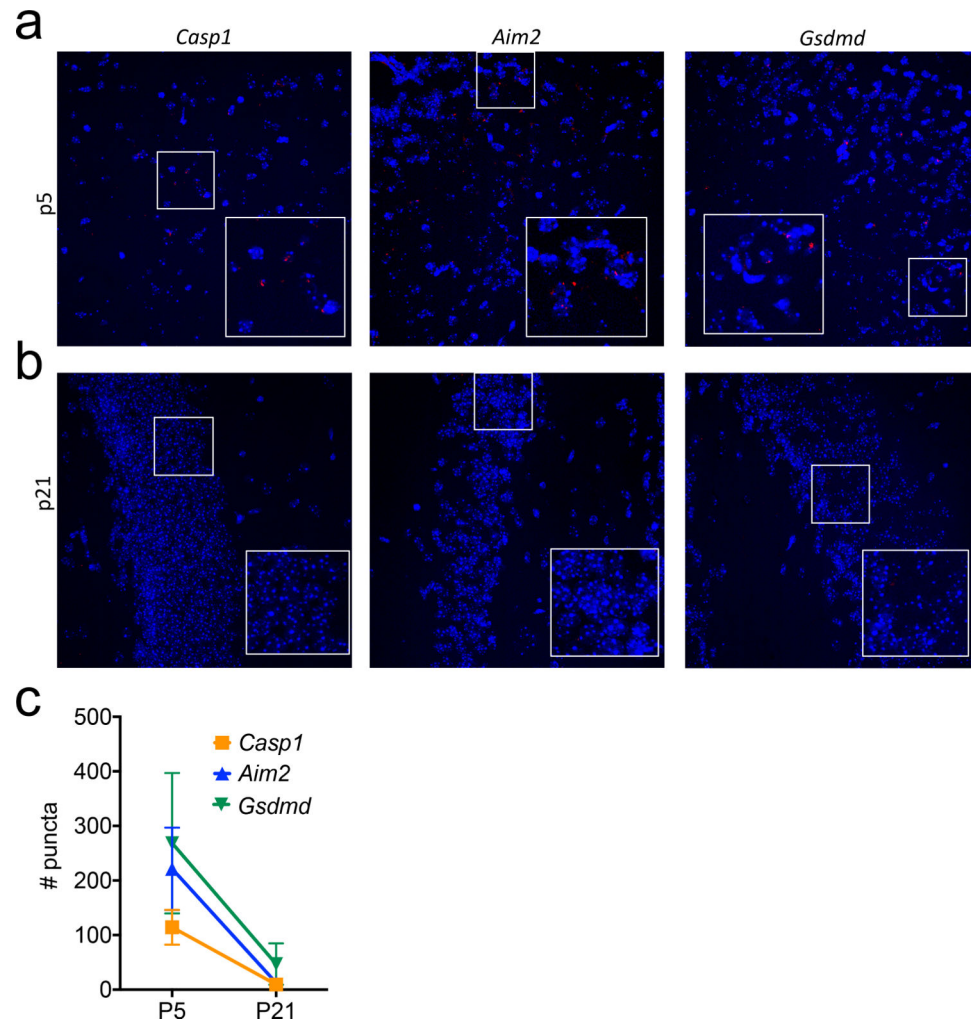 a
Casp1 Aim2 Gsdmd
p5
b
p21
c
# puncta
500
400
300
200
100
0
Casp1
Aim2
Gsdmd
P5 P21